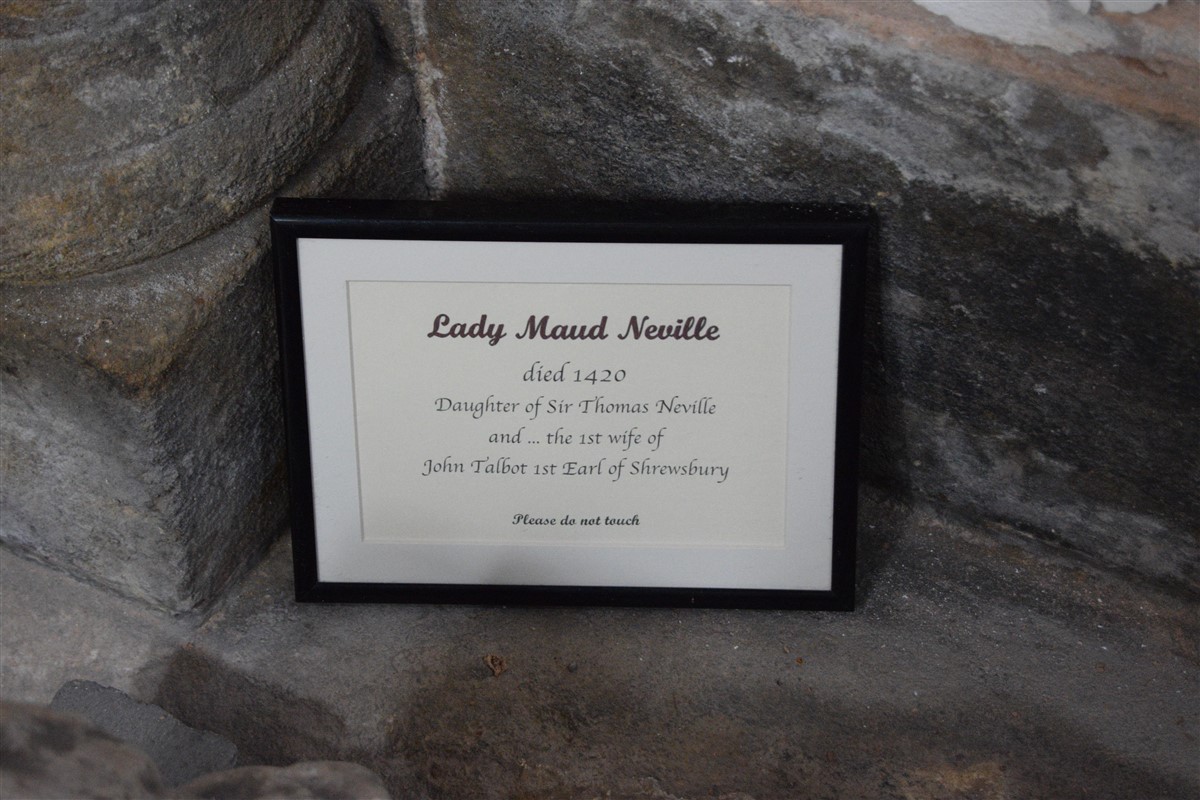 Lady Maud Neville
died 1420
Daughter of Sir Thomas Neville
and ... the 1st wife of
John Talbot 1st Earl of Shrewsbury
Please do not touch